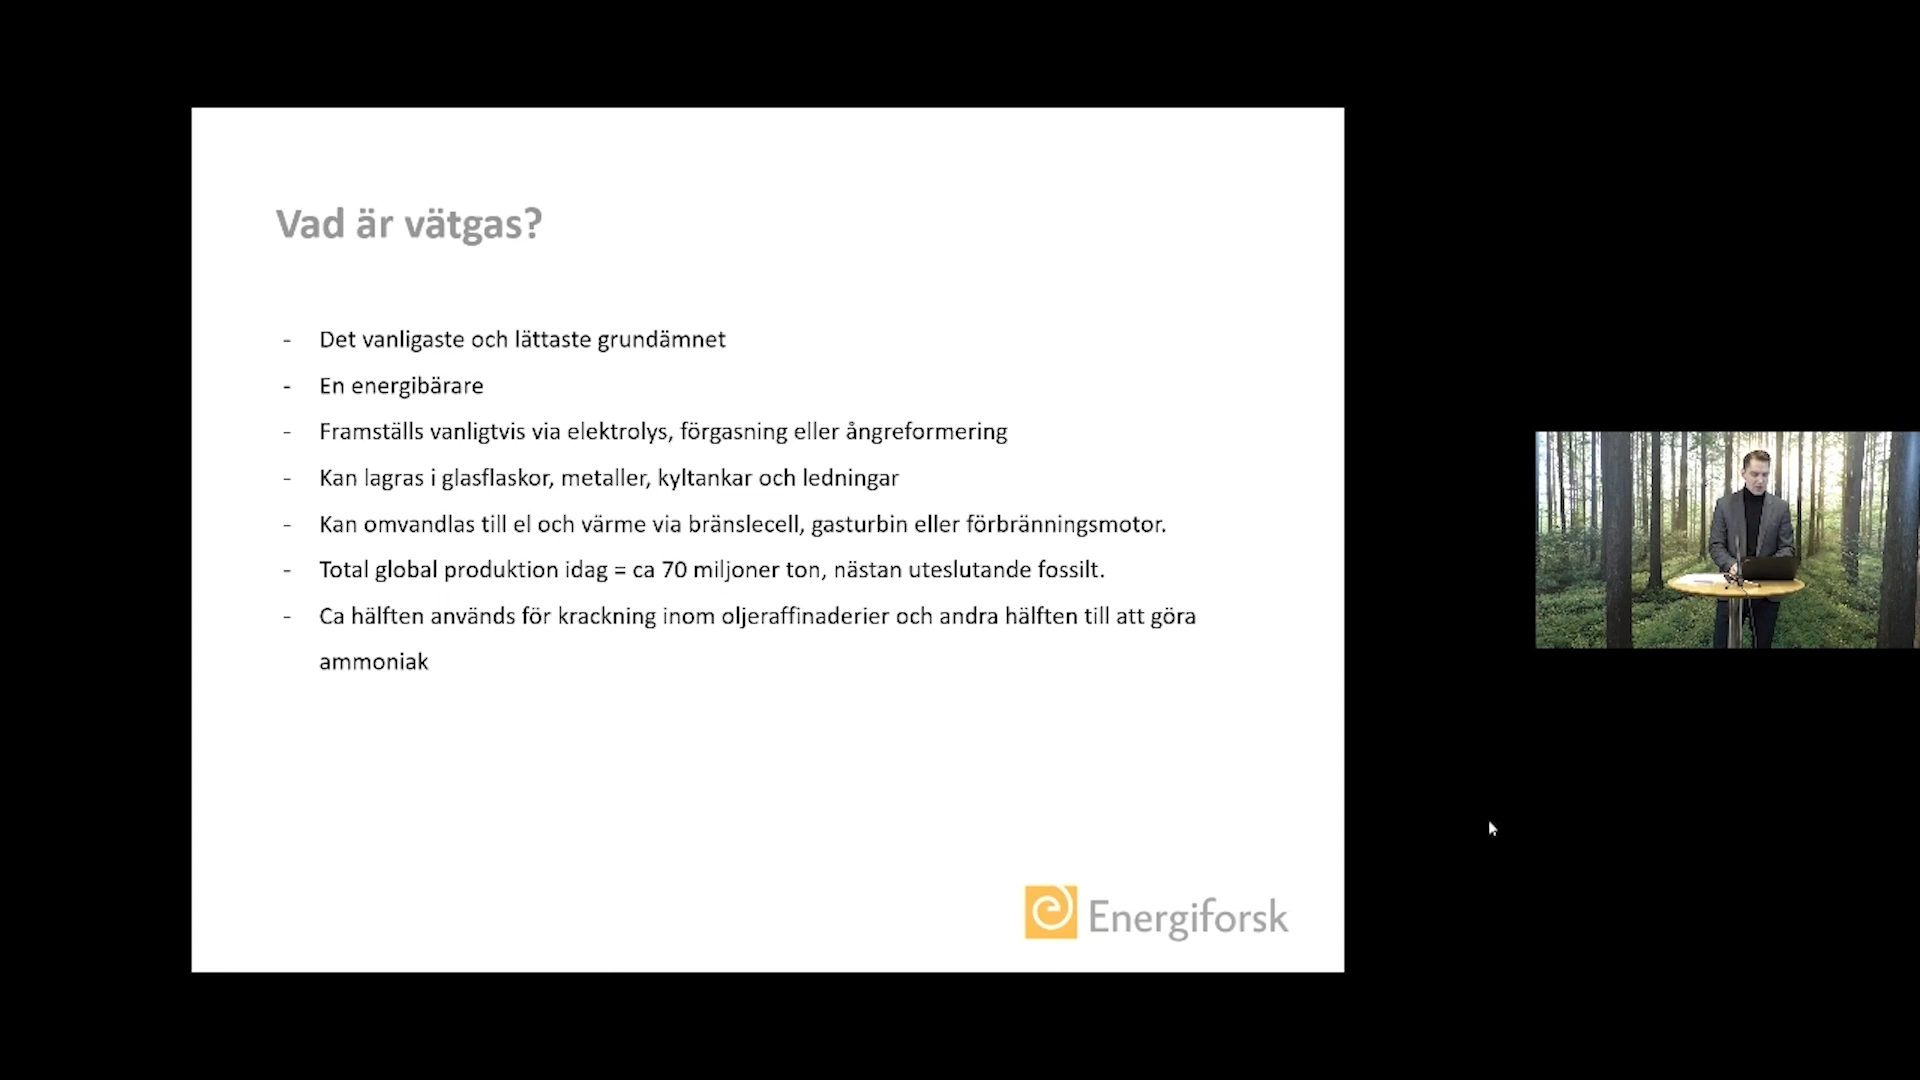 Vad är vätgas?
- Det vanligaste och lättaste grundämnet
- En energibärare
- Framställs vanligtvis via elektrolys, förgasning eller ångreformering
- Kan lagras i glasflaskor, metaller, kyltankar och ledningar
- Kan omvandlas till el och värme via bränslecell, gasturbin eller förbränningsmotor.
- Total global produktion idag = ca 70 miljoner ton, nästan uteslutande fossilt.
- Ca hälften används för krackning inom oljeraffinaderier och andra hälften till att göra
ammoniak
Energiforsk